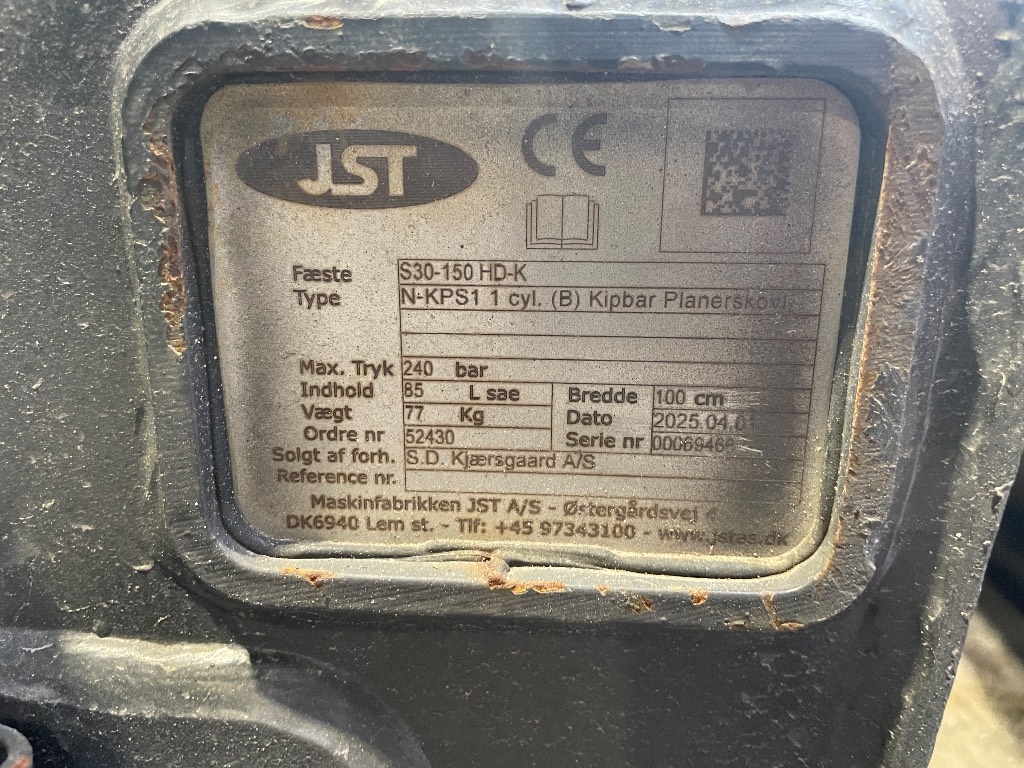 JST CE
Fæste S30-150 HD-K
Type N-KPS1 1 cyl. (B) Kipbar Planerskovl
Max. Tryk 240 bar
Indhold 85 L sae Bredde 100 cm
Vægt 77 Kg Dato 2025.04.01
Ordre nr 52430 Serie nr
Solgt af forh. S.D. Kjærsgaard A/S
Reference nr.
Maskinfabrikken JST A/S - Østergårdsvej
DK6940 Lem st. - Tlf: +45 97343100 - www.jstas.dk